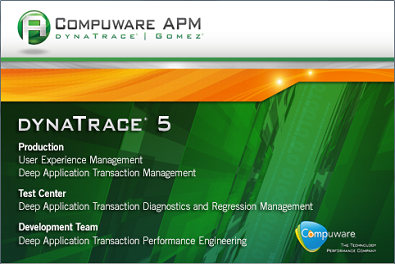 COMPUWARE APM
DYNATRACE® | GOMEZ®
DYNATRACE® 5
Production
User Experience Management
Deep Application Transaction Management
Test Center
Deep Application Transaction Diagnostics and Regression Management
Development Team
Deep Application Transaction Performance Engineering
Compuware
THE TECHNOLOGY
PERFORMANCE COMPANY